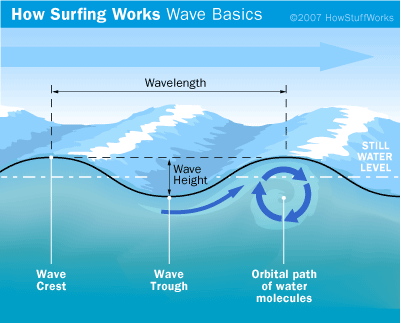 How Surfing Works Wave Basics
©2007 HowStuffWorks
Wavelength
Wave
Height
STILL
WATER
LEVEL
Wave
Crest
Wave
Trough
Orbital path
of water
molecules